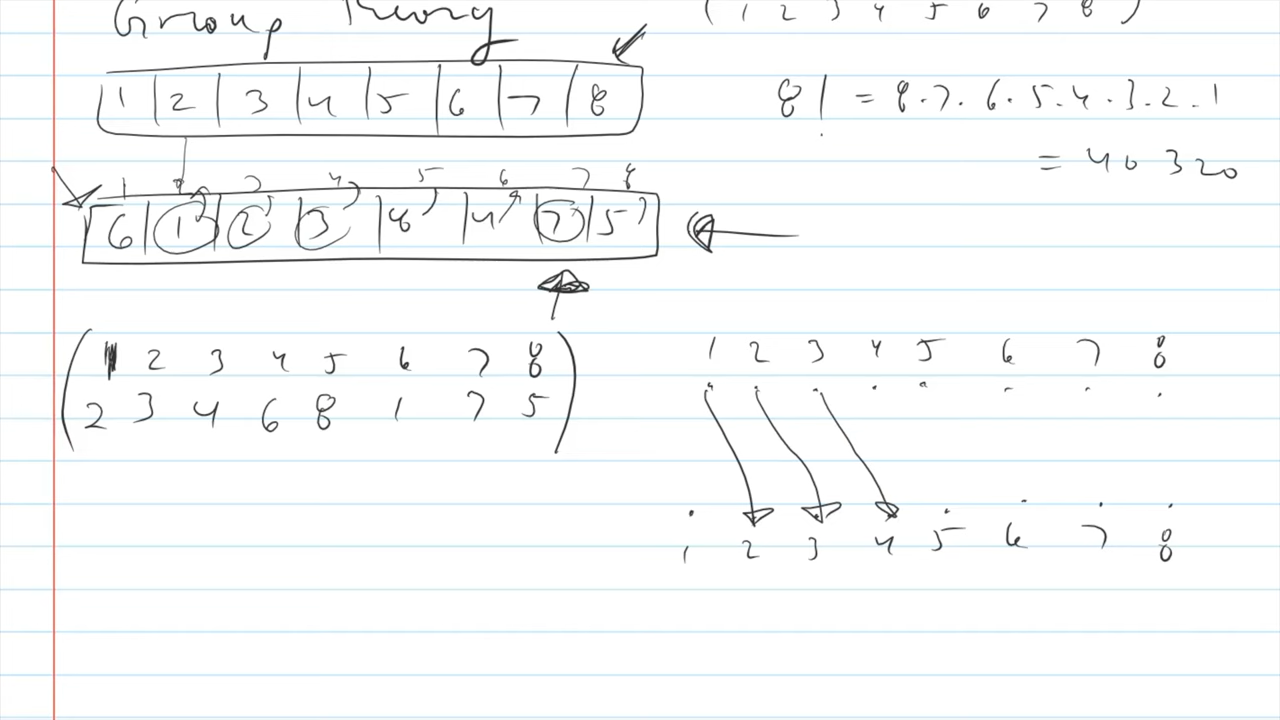 Group Theory
( 1 2 3 4 5 6 7 8 )
1 2 3 4 5 6 7 8
8! = 8.7.6.5.4.3.2.1
= 40320
1 2 3 4 5 6 7 8
6 1 2 3 8 4 7 5
1 2 3 4 5 6 7 8
2 3 4 6 8 1 7 5
1 2 3 4 5 6 7 8
1 2 3 4 5 6 7 8